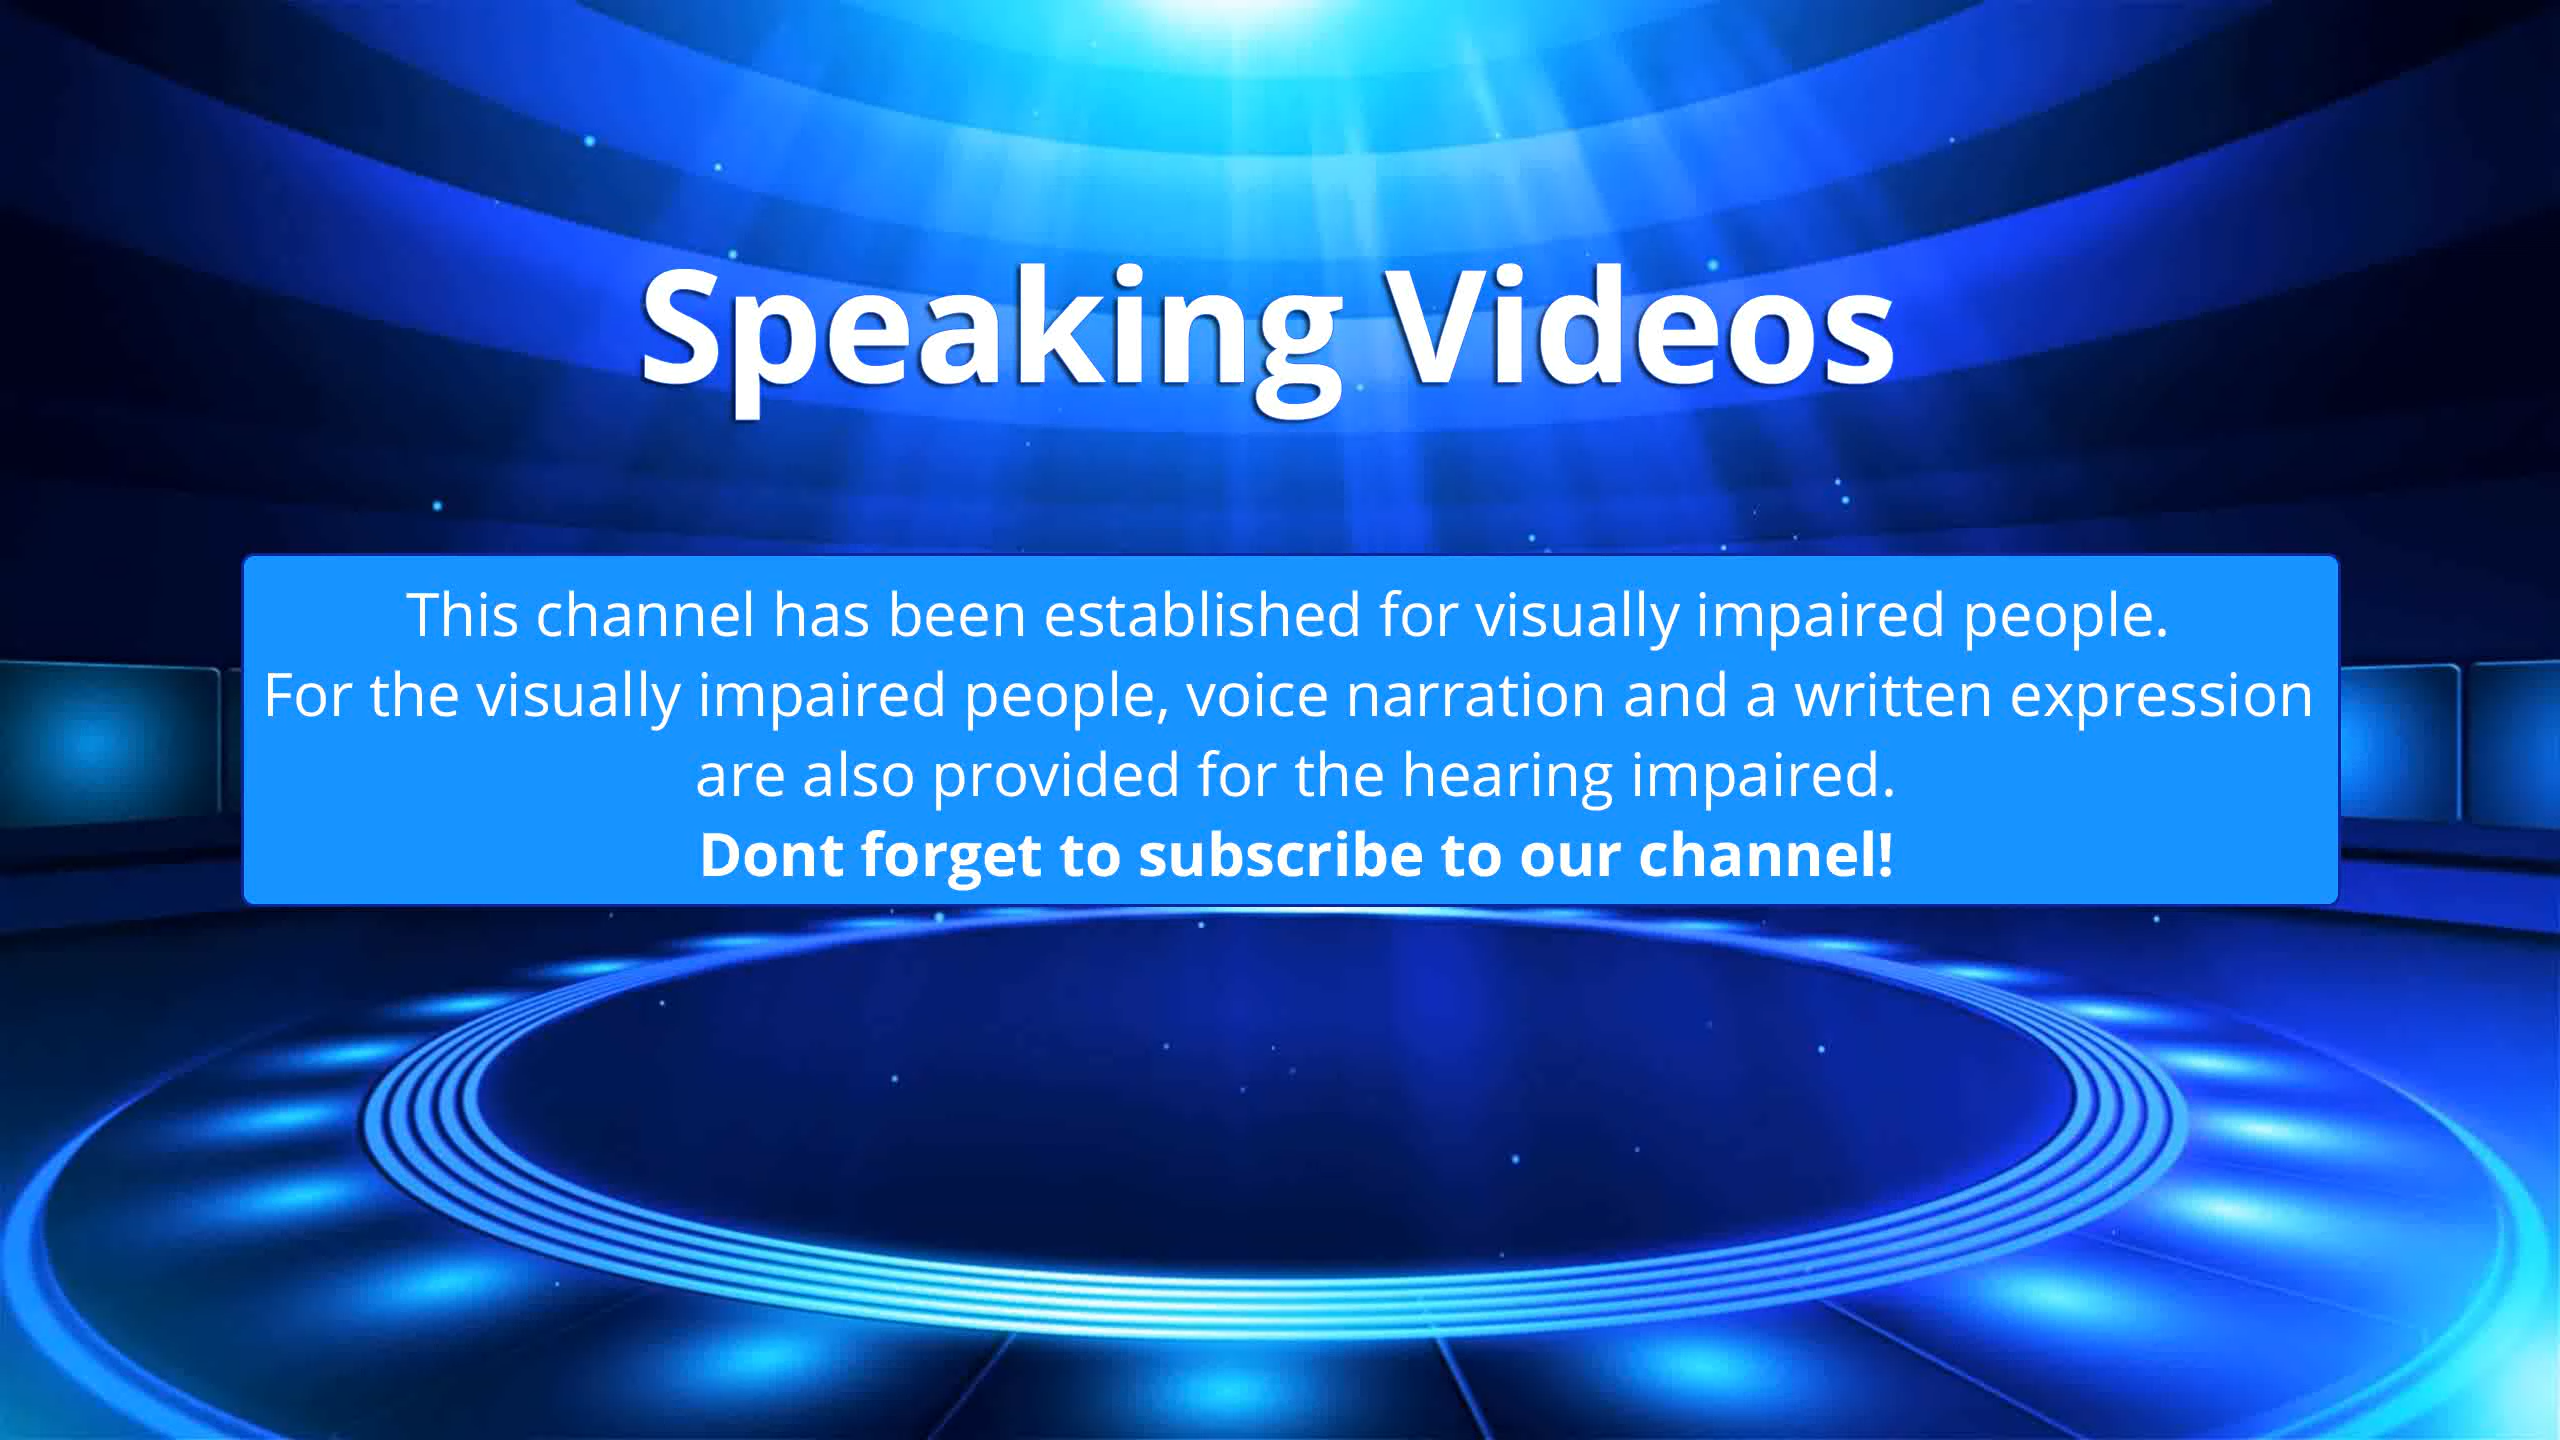 Speaking Videos
This channel has been established for visually impaired people.
For the visually impaired people, voice narration and a written expression
are also provided for the hearing impaired.
Dont forget to subscribe to our channel!